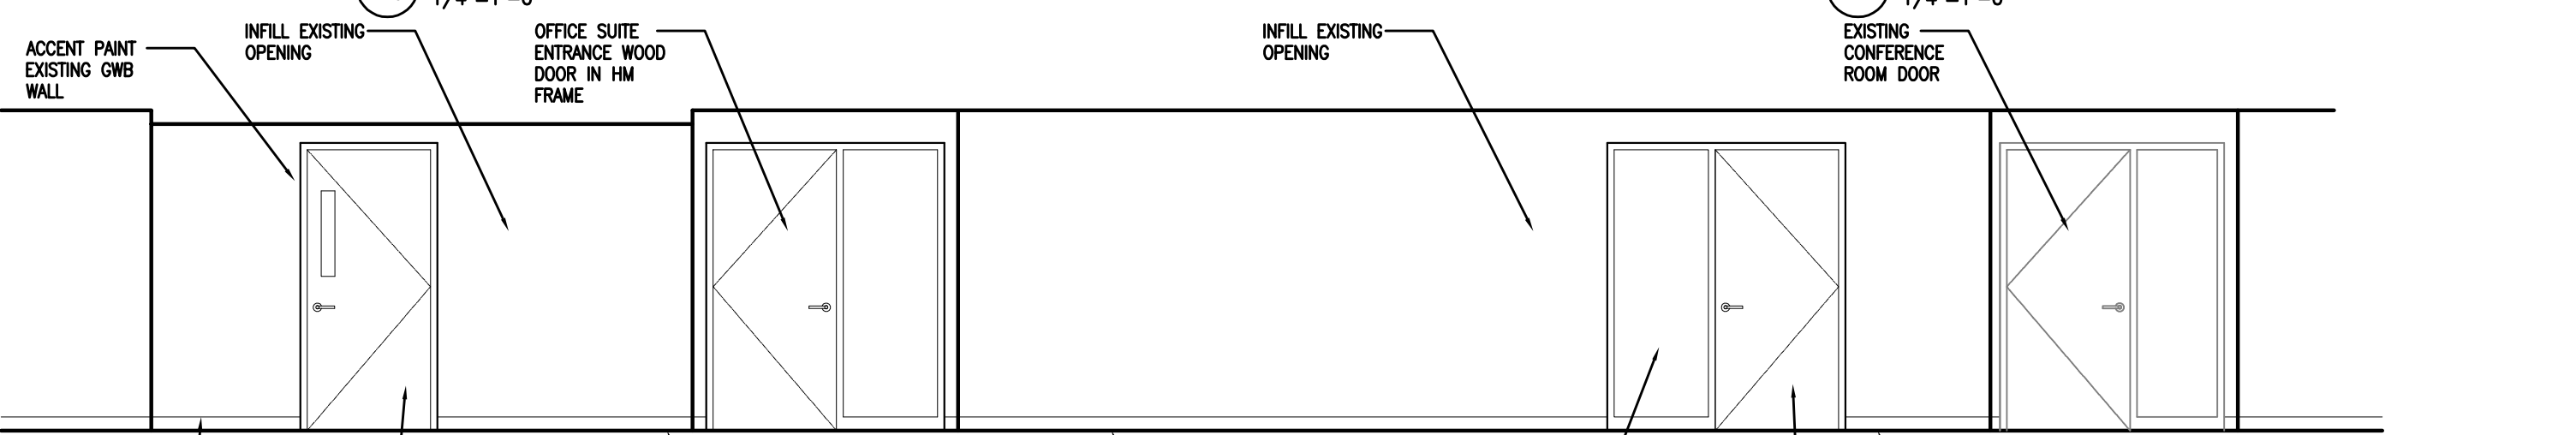 ACCENT PAINT
EXISTING GWB
WALL
INFILL EXISTING
OPENING
OFFICE SUITE
ENTRANCE WOOD
DOOR IN HM
FRAME
INFILL EXISTING
OPENING
EXISTING
CONFERENCE
ROOM DOOR